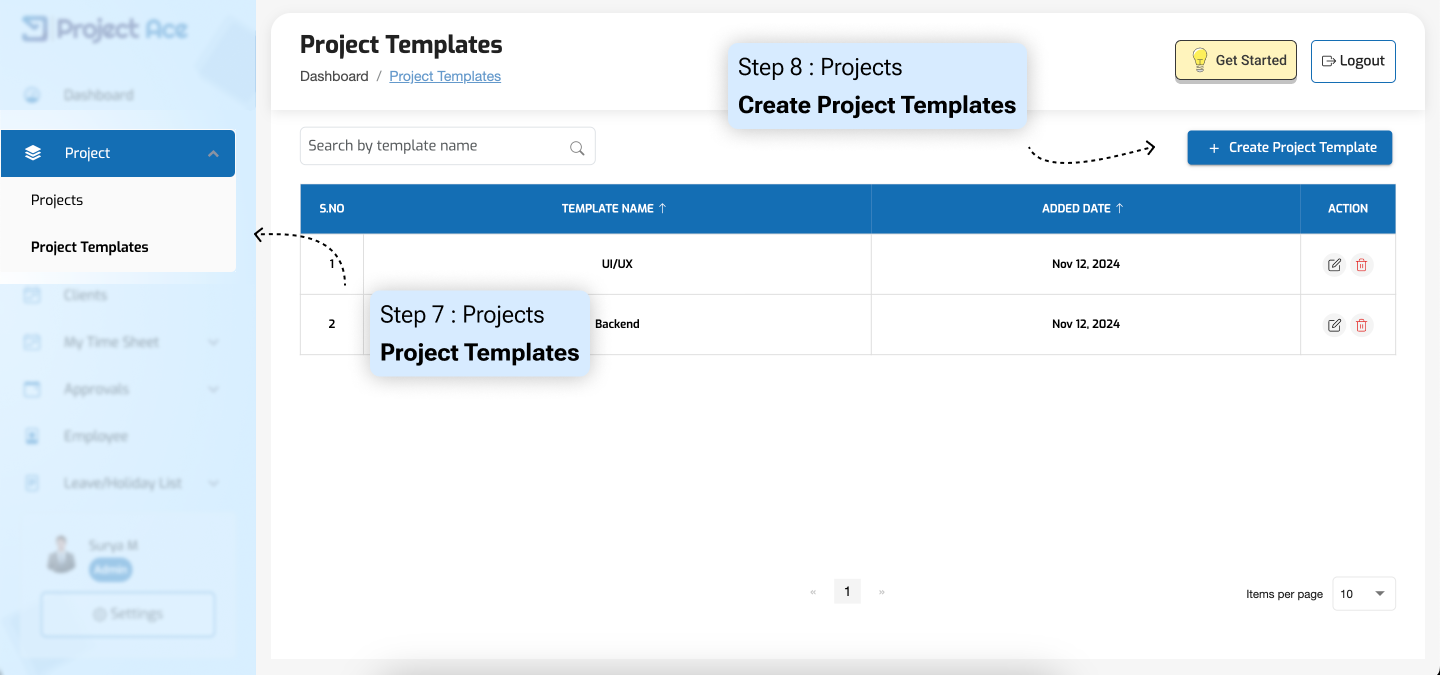 Project Ace
Dashboard
Project
Projects
Project Templates
Clients
My Time Sheet
Approvals
Employee
Leave/Holiday List
Surya M
Admin
Settings
Project Templates
Dashboard / Project Templates
Step 8 : Projects
Create Project Templates
Get Started
Logout
Search by template name
+ Create Project Template
S.NO TEMPLATE NAME ↑ ADDED DATE ↑ ACTION
1 UI/UX Nov 12, 2024
2 Backend Nov 12, 2024
Step 7 : Projects
Project Templates
« 1 »
Items per page 10